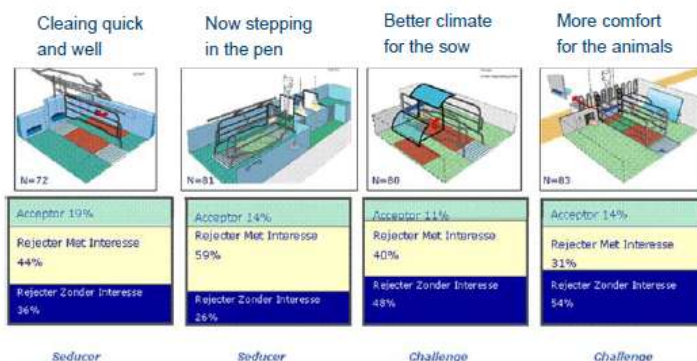 Cleaing quick
and well
Now stepping
in the pen
Better climate
for the sow
More comfort
for the animals
N=72
N=81
N=80
N=83
Acceptor 19%
Rejecter Met Interesse
44%
Rejecter Zonder Interesse
36%
Acceptor 14%
Rejecter Met Interesse
59%
Rejecter Zonder Interesse
26%
Acceptor 11%
Rejecter Met Interesse
40%
Rejecter Zonder Interesse
48%
Acceptor 14%
Rejecter Met Interesse
31%
Rejecter Zonder Interesse
54%
Seducer
Seducer
Challenge
Challenge